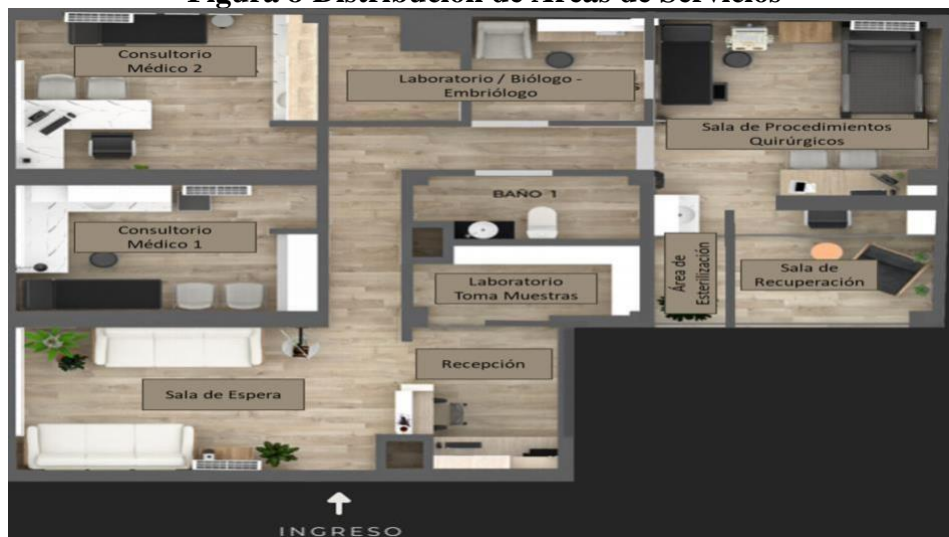 Figura 8 Distribución de Áreas de Servicios
Consultorio
Médico 2
Laboratorio / Biólogo -
Embriólogo
Sala de Procedimientos
Quirúrgicos
BAÑO 1
Consultorio
Médico 1
Laboratorio
Toma Muestras
Área de
Esterilización
Sala de
Recuperación
Recepción
Sala de Espera
INGRESO